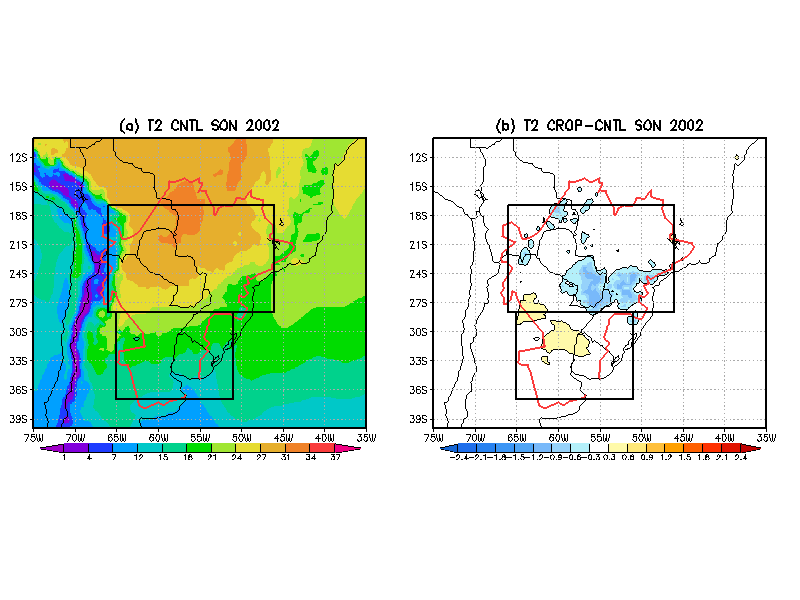 (a) T2 CNTL SON 2002
(b) T2 CROP-CNTL SON 2002
12S
15S
18S
21S
24S
27S
30S
33S
36S
39S
75W 70W 65W 60W 55W 50W 45W 40W 35W
1 4 7 12 15 18 21 24 27 31 34 37
12S
15S
18S
21S
24S
27S
30S
33S
36S
39S
75W 70W 65W 60W 55W 50W 45W 40W 35W
-2.4 -2.1 -1.8 -1.5 -1.2 -0.9 -0.6 -0.3 0.3 0.6 0.9 1.2 1.5 1.8 2.1 2.4